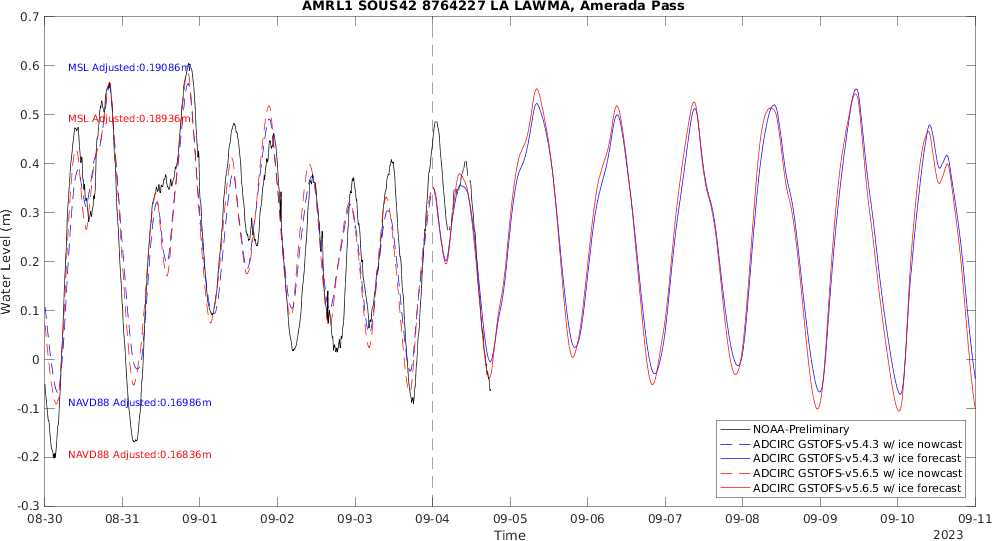 AMRL1 SOUS42 8764227 LA LAWMA, Amerada Pass
0.7
0.6
0.5
0.4
0.3
0.2
0.1
0
-0.1
-0.2
-0.3
Water Level (m)
MSL Adjusted:0.19086m
MSL Adjusted:0.18936m
NAVD88 Adjusted:0.16986m
NAVD88 Adjusted:0.16836m
NOAA-Preliminary
ADCIRC GSTOFS-v5.4.3 w/ ice nowcast
ADCIRC GSTOFS-v5.4.3 w/ ice forecast
ADCIRC GSTOFS-v5.6.5 w/ ice nowcast
ADCIRC GSTOFS-v5.6.5 w/ ice forecast
08-30 08-31 09-01 09-02 09-03 09-04 09-05 09-06 09-07 09-08 09-09 09-10 09-11
Time
2023